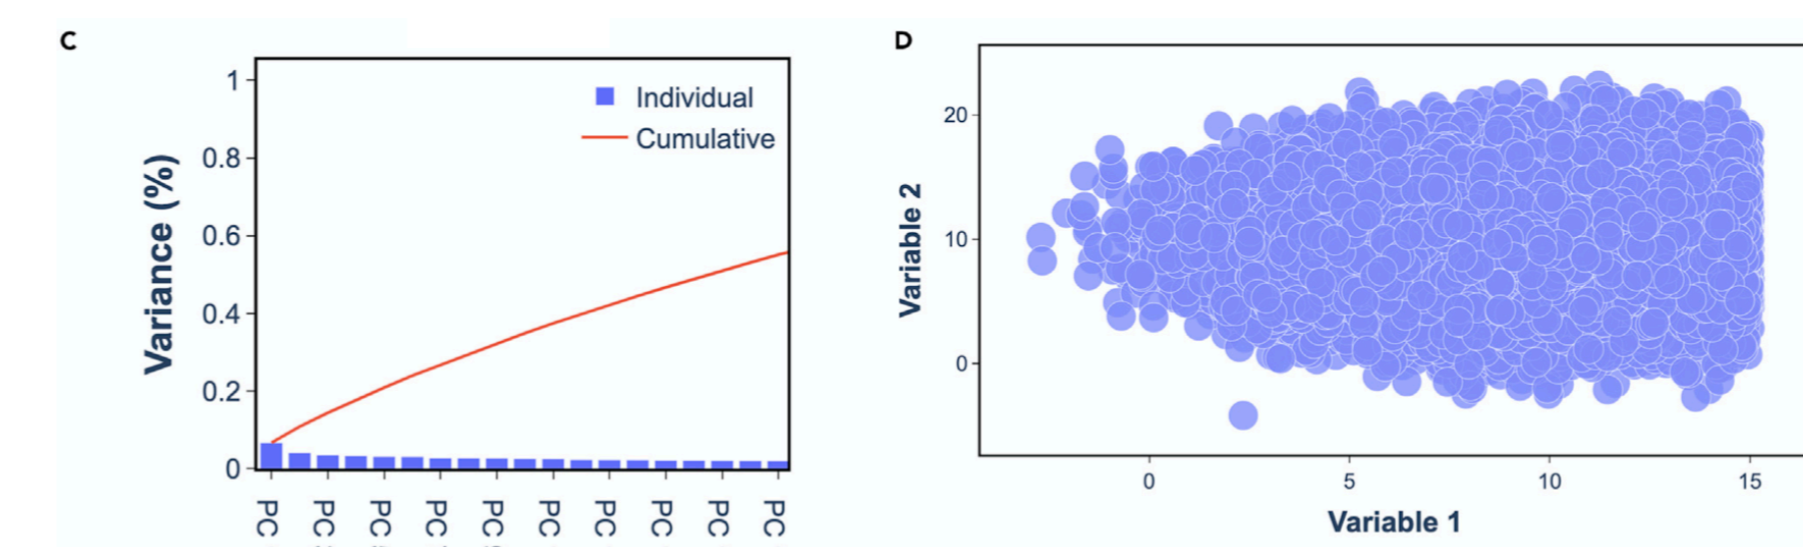 C
1
0.8
0.6
0.4
0.2
0
Variance (%)
Individual
Cumulative
PC
PC
PC
PC
PC
PC
PC
PC
PC
PC
D
20
10
0
Variable 2
0
5
10
15
Variable 1